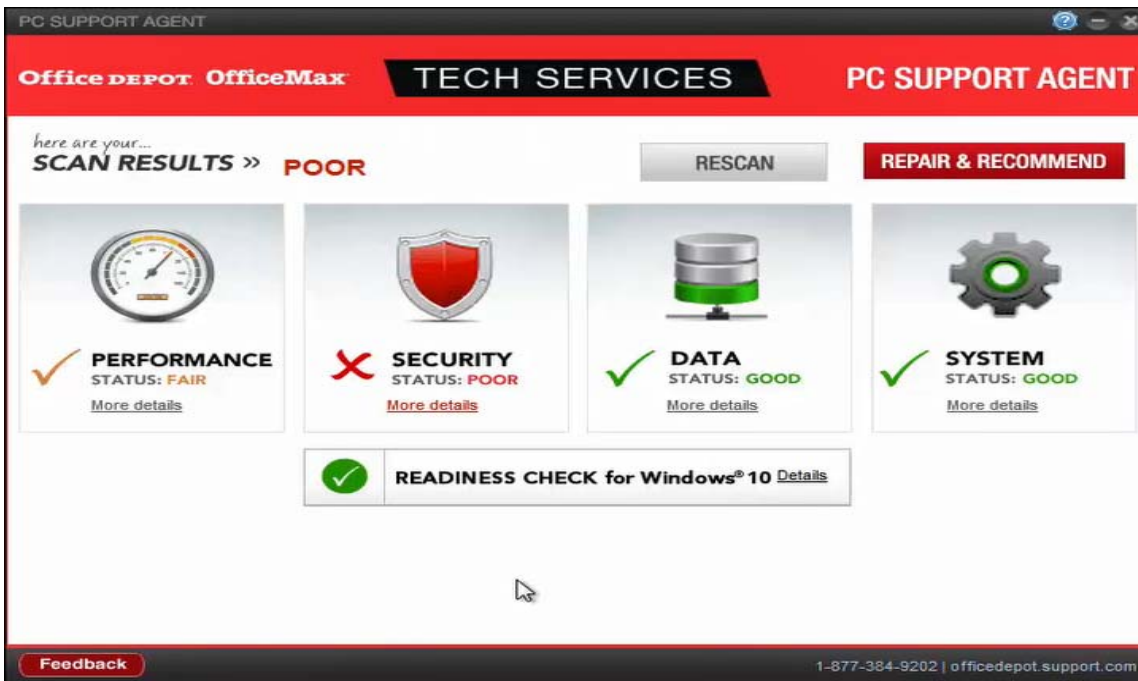 PC SUPPORT AGENT
Office DEPOT OfficeMax TECH SERVICES PC SUPPORT AGENT
here are your...
SCAN RESULTS » POOR RESCAN REPAIR & RECOMMEND
PERFORMANCE
STATUS: FAIR
More details
SECURITY
STATUS: POOR
More details
DATA
STATUS: GOOD
More details
SYSTEM
STATUS: GOOD
More details
READINESS CHECK for Windows® 10 Details
Feedback 1-877-384-9202 | officedepot.support.com